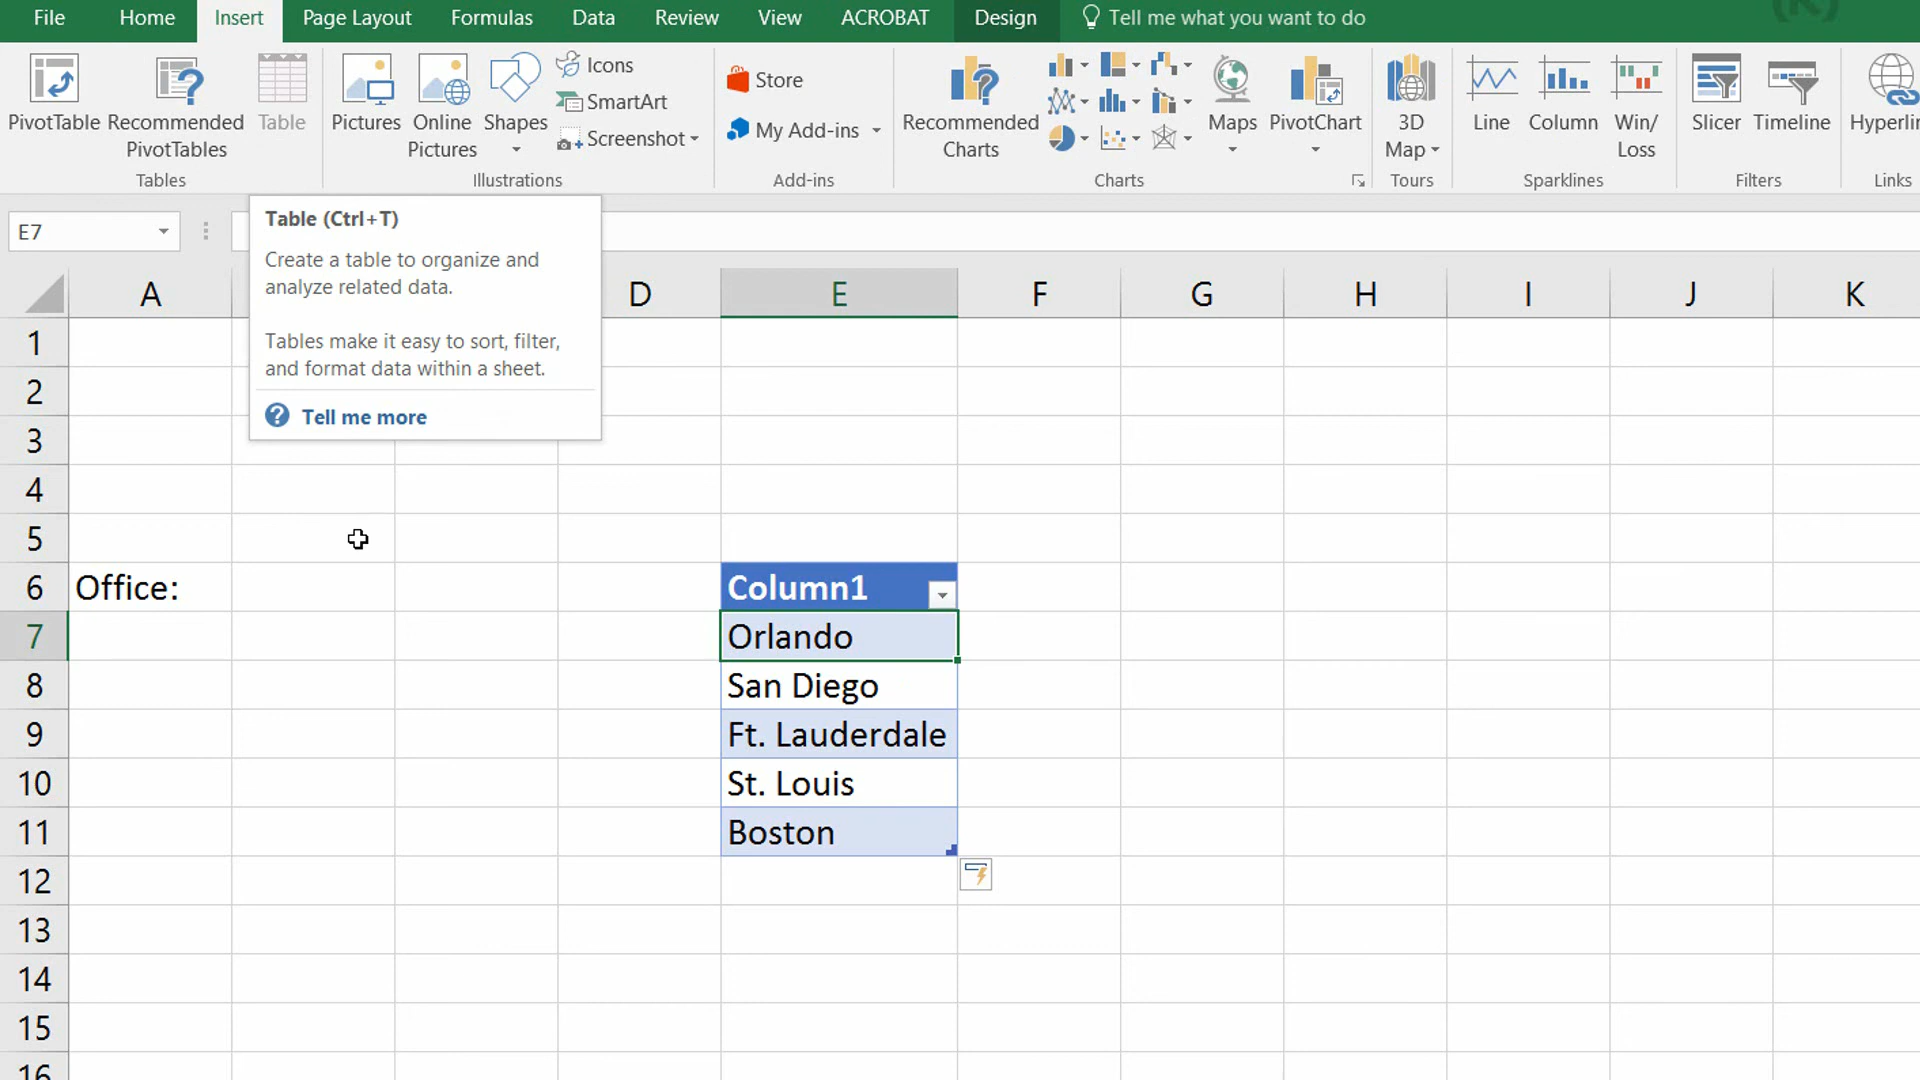 File Home Insert Page Layout Formulas Data Review View ACROBAT Design Tell me what you want to do
PivotTable
Recommended
PivotTables
Table
Tables
Pictures
Online
Pictures
Shapes
Icons
SmartArt
Screenshot
Illustrations
Store
My Add-ins
Add-ins
Recommended
Charts
Maps
PivotChart
Charts
3D
Map
Tours
Line
Column
Win/
Loss
Sparklines
Slicer
Timeline
Filters
Hyperlin
Links
E7
Table (Ctrl+T)
Create a table to organize and
analyze related data.
Tables make it easy to sort, filter,
and format data within a sheet.
Tell me more
A D E F G H I J K
1
2
3
4
5
6 Office: Column1
7 Orlando
8 San Diego
9 Ft. Lauderdale
10 St. Louis
11 Boston
12
13
14
15
16